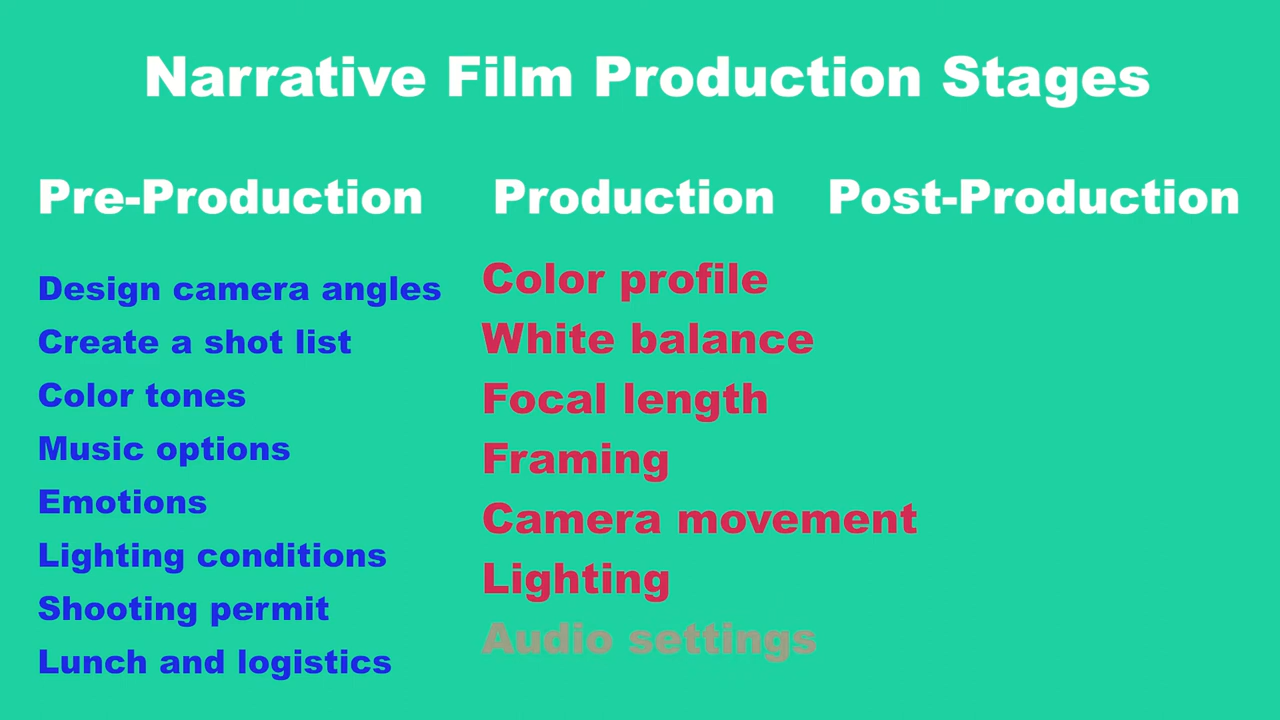 Narrative Film Production Stages
Pre-Production
Production
Post-Production
Design camera angles
Create a shot list
Color tones
Music options
Emotions
Lighting conditions
Shooting permit
Lunch and logistics
Color profile
White balance
Focal length
Framing
Camera movement
Lighting
Audio settings